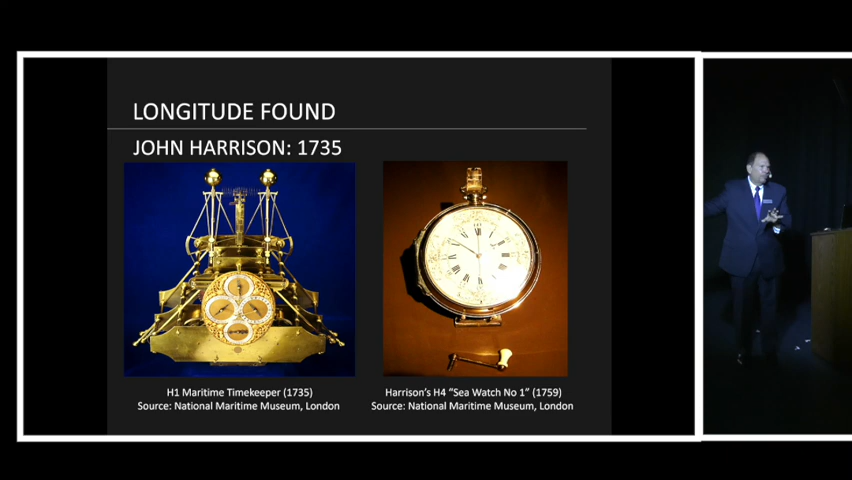 LONGITUDE FOUND
JOHN HARRISON: 1735
H1 Maritime Timekeeper (1735)
Source: National Maritime Museum, London
Harrison's H4 “Sea Watch No 1” (1759)
Source: National Maritime Museum, London